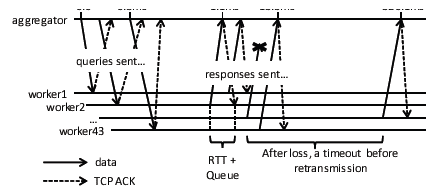 aggregator
queries sent...
responses sent...
worker1
worker2
...
worker43
data
TCP ACK
RTT +
Queue
After loss, a timeout before
retransmission